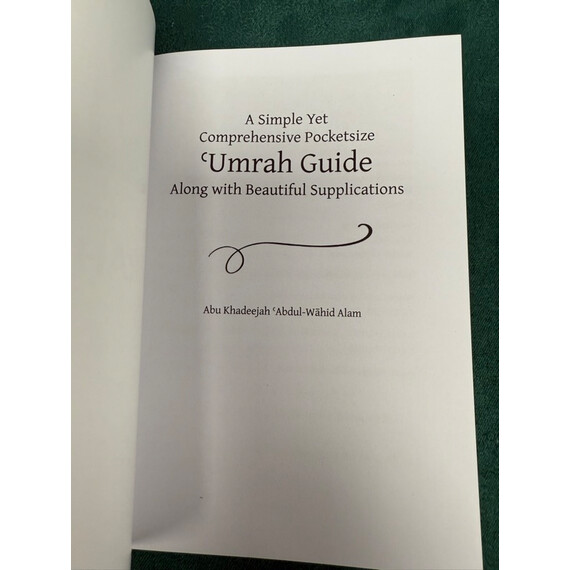 A Simple Yet
Comprehensive Pocketsize
ʿUmrah Guide
Along with Beautiful Supplications
Abu Khadeejah ʿAbdul-Wāhid Alam